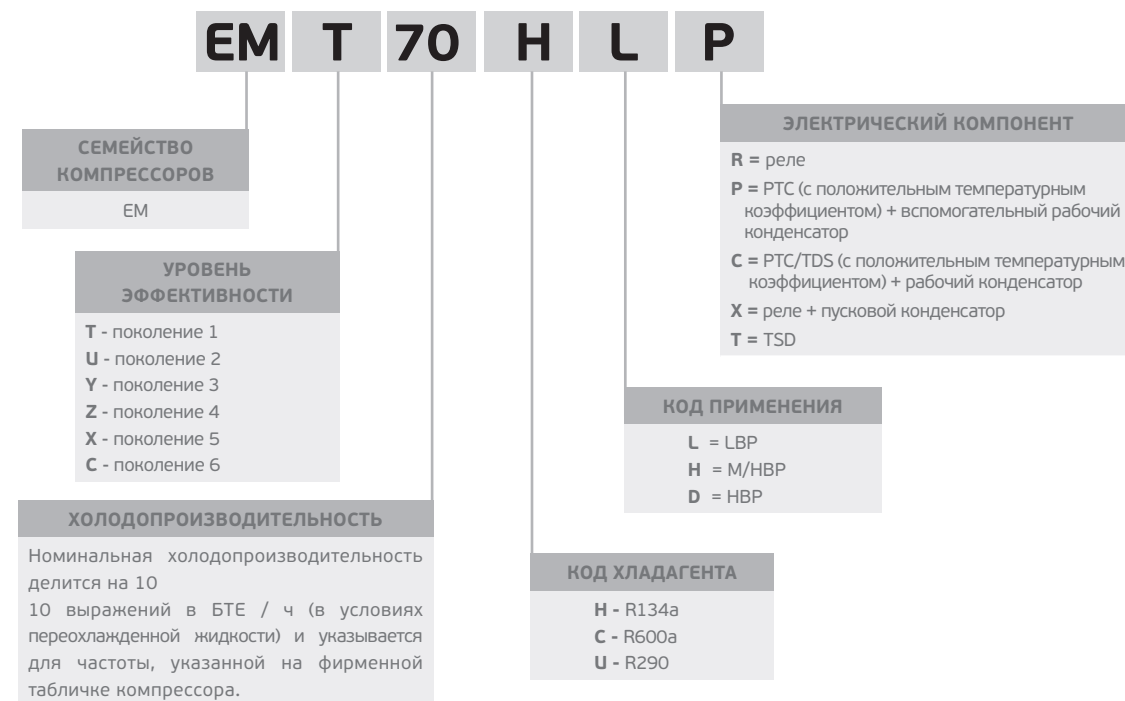 EM T 70 H L P
СЕМЕЙСТВО
КОМПРЕССОРОВ
EM
УРОВЕНЬ
ЭФФЕКТИВНОСТИ
T - поколение 1
U - поколение 2
Y - поколение 3
Z - поколение 4
X - поколение 5
C - поколение 6
ХОЛОДОПРОИЗВОДИТЕЛЬНОСТЬ
Номинальная холодопроизводительность
делится на 10
10 выражений в БТЕ / ч (в условиях
переохлажденной жидкости) и указывается
для частоты, указанной на фирменной
табличке компрессора.
КОД ХЛАДАГЕНТА
H - R134a
C - R600a
U - R290
КОД ПРИМЕНЕНИЯ
L = LBP
H = M/HBP
D = HBP
ЭЛЕКТРИЧЕСКИЙ КОМПОНЕНТ
R = реле
P = PTC (с положительным температурным
коэффициентом) + вспомогательный рабочий
конденсатор
C = PTC/TDS (с положительным температурным
коэффициентом) + рабочий конденсатор
X = реле + пусковой конденсатор
T = TSD